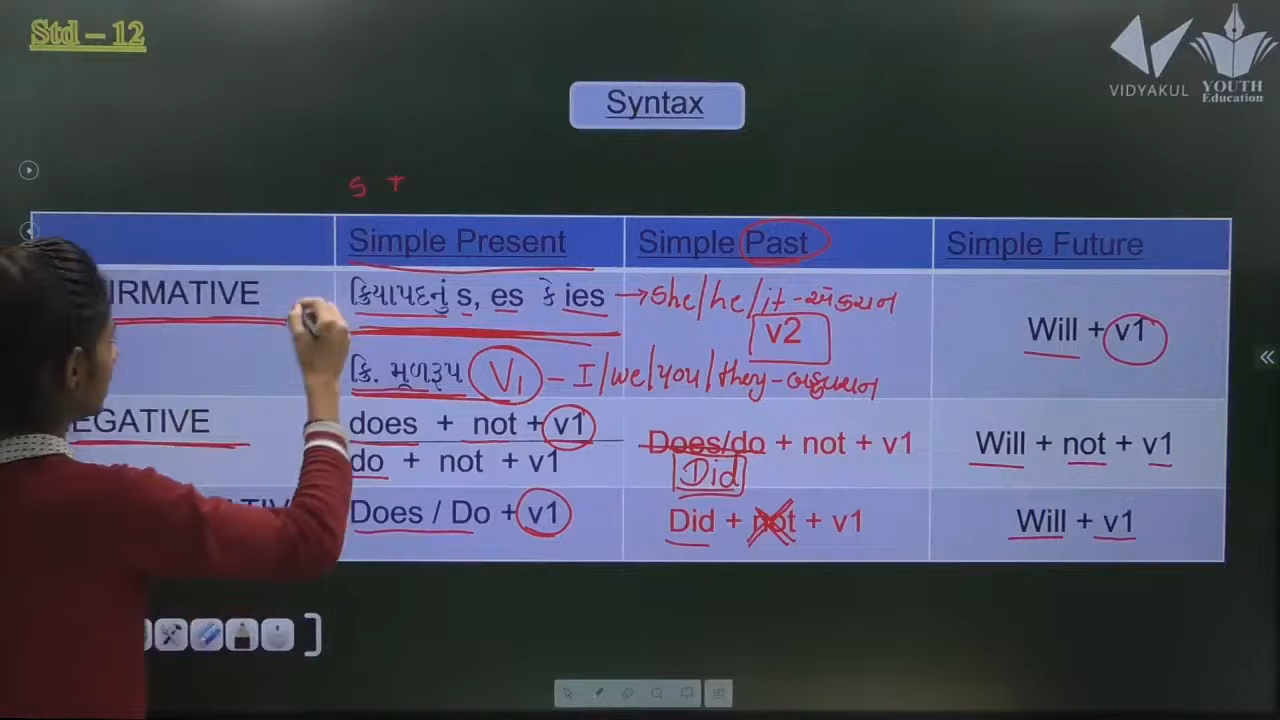 Std – 12
VIDYAKUL
YOUTH
Education
Syntax
S +
Simple Present
Simple Past
Simple Future
IRMATIVE
ક્રિયાપદનું s, es કે ies → she/he/it - એકવચન
v2
Will + v1
ક્રિ. મૂળરૂપ V1 - I/we/you/they - બહુવચન
EGATIVE
does + not + v1
do + not + v1
Does/do + not + v1
Did
Will + not + v1
Does / Do + v1
Did + not + v1
Will + v1